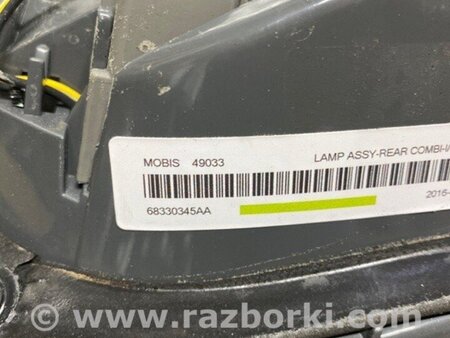 MOBIS 49033 LAMP ASSY-REAR COMBI-I/
68330345AA 2016-
© www.razborki.com